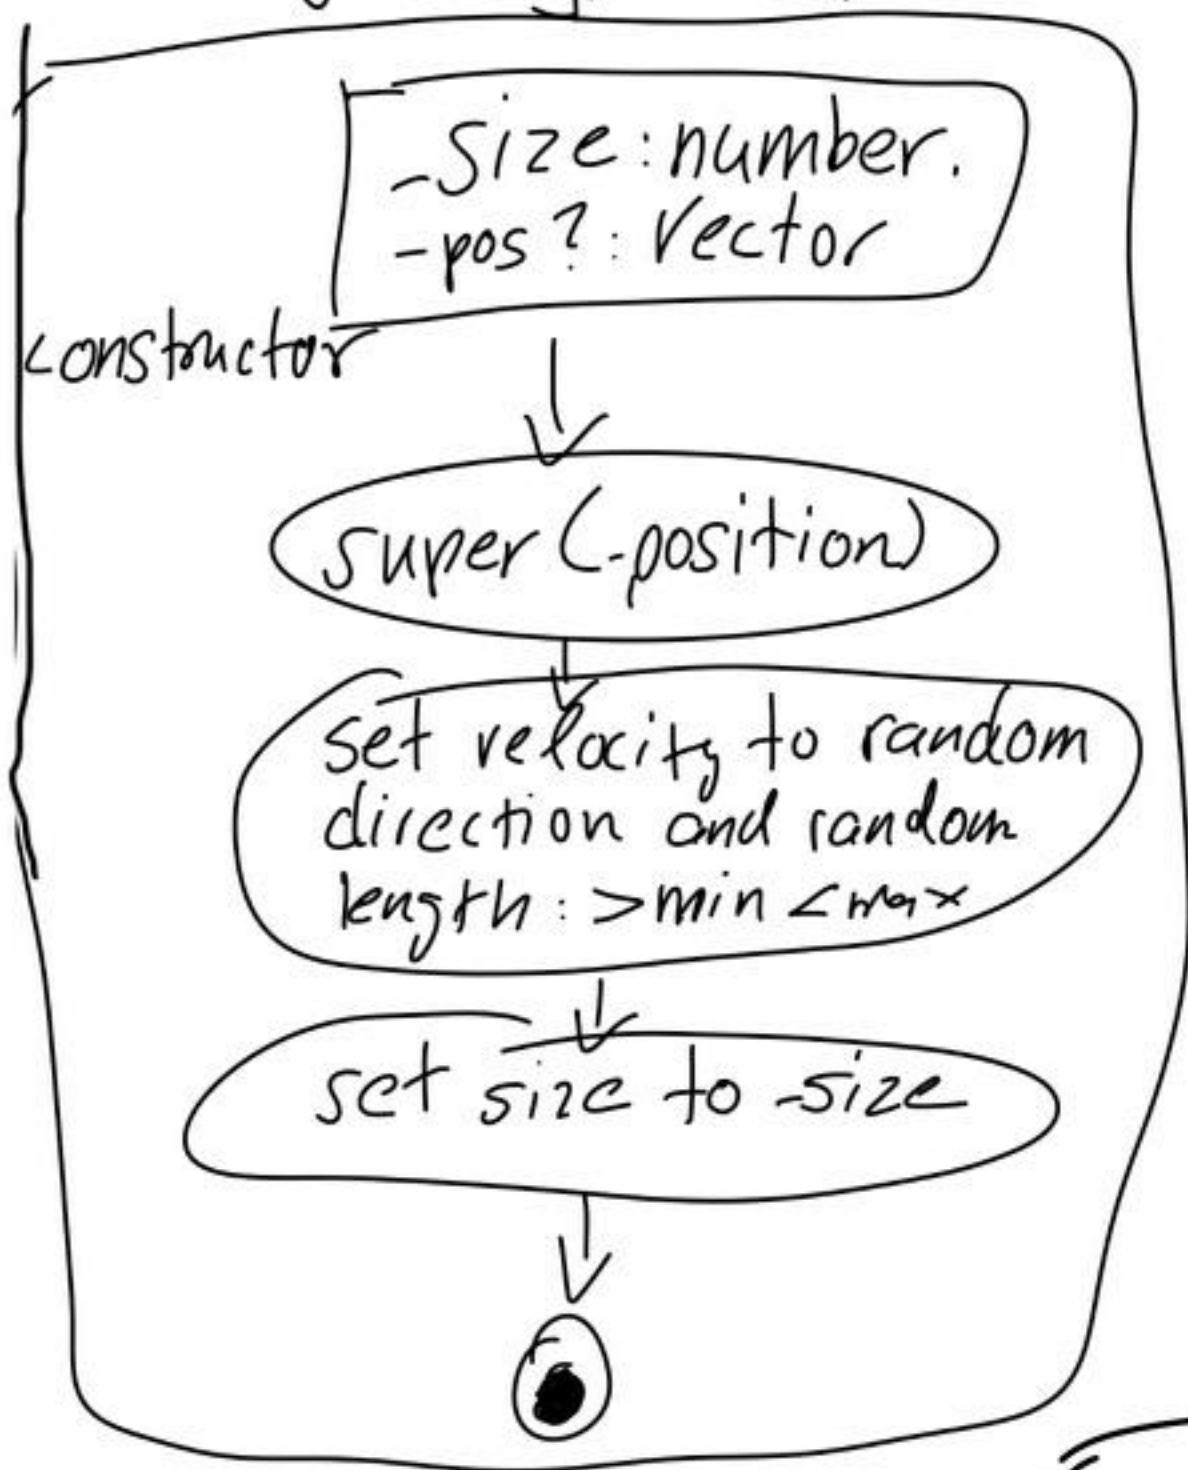 _size: number.
-pos?: Vector
constructor
super(-position)
set velocity to random
direction and random
length: >min <max
set size to -size